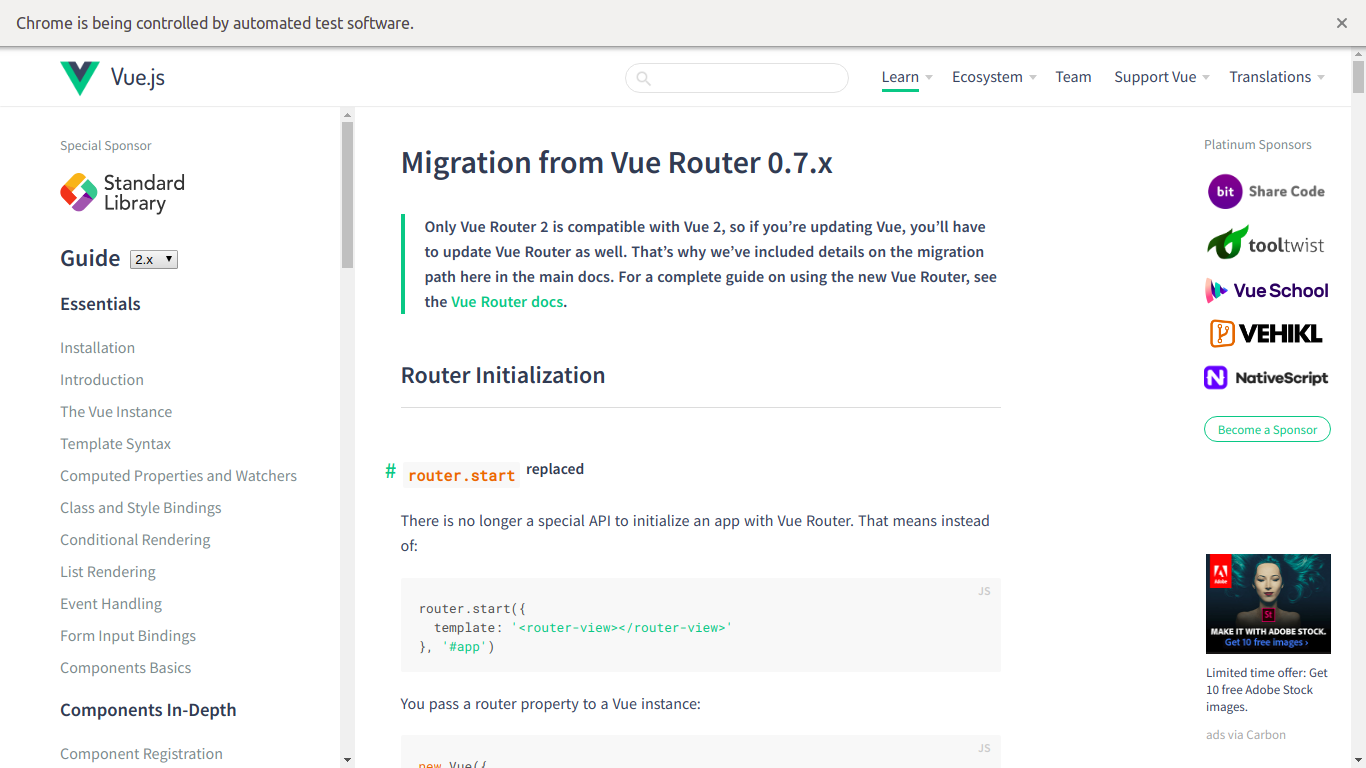 Chrome is being controlled by automated test software.
Vue.js
Learn
Ecosystem
Team
Support Vue
Translations
Special Sponsor
Standard
Library
Guide 2.x
Essentials
Installation
Introduction
The Vue Instance
Template Syntax
Computed Properties and Watchers
Class and Style Bindings
Conditional Rendering
List Rendering
Event Handling
Form Input Bindings
Components Basics
Components In-Depth
Component Registration
Migration from Vue Router 0.7.x
Only Vue Router 2 is compatible with Vue 2, so if you’re updating Vue, you’ll have
to update Vue Router as well. That’s why we’ve included details on the migration
path here in the main docs. For a complete guide on using the new Vue Router, see
the Vue Router docs.
Router Initialization
# router.start replaced
There is no longer a special API to initialize an app with Vue Router. That means instead
of:
JS
router.start({
  template: '<router-view></router-view>'
}, '#app')
You pass a router property to a Vue instance:
JS
new Vue({
Platinum Sponsors
bit Share Code
tooltwist
Vue School
VEHIKL
NativeScript
Become a Sponsor
Adobe
St
MAKE IT WITH ADOBE STOCK.
Get 10 free images ›
Limited time offer: Get
10 free Adobe Stock
images.
ads via Carbon